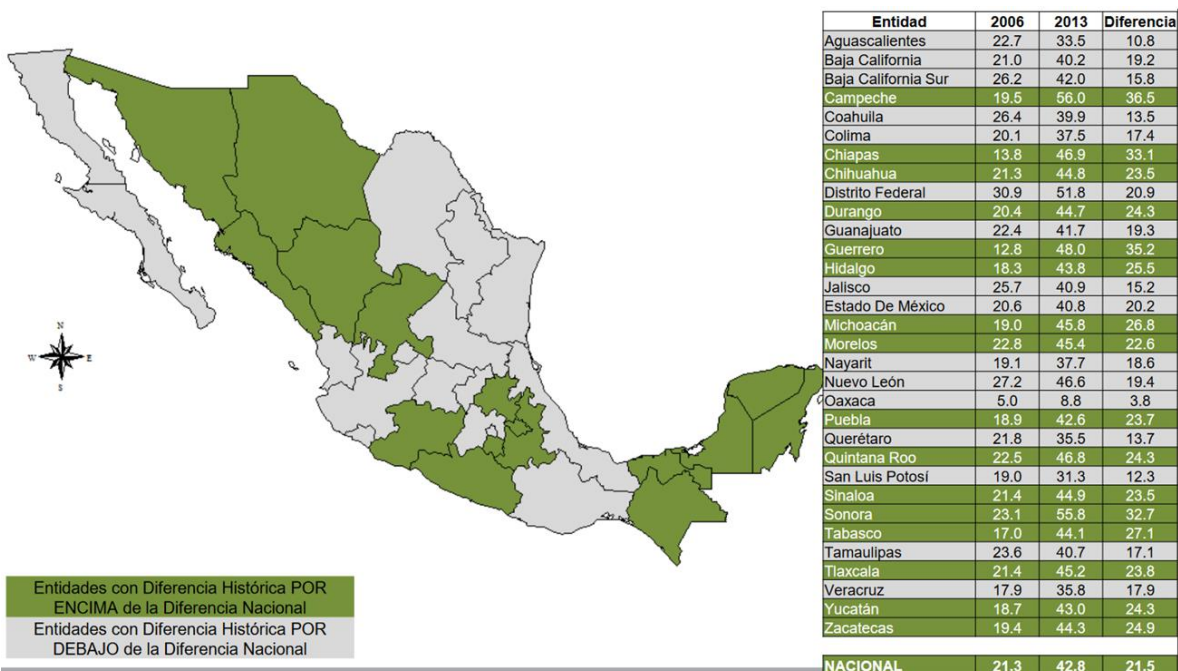 Entidad 2006 2013 Diferencia
Aguascalientes 22.7 33.5 10.8
Baja California 21.0 40.2 19.2
Baja California Sur 26.2 42.0 15.8
Campeche 19.5 56.0 36.5
Coahuila 26.4 39.9 13.5
Colima 20.1 37.5 17.4
Chiapas 13.8 46.9 33.1
Chihuahua 21.3 44.8 23.5
Distrito Federal 30.9 51.8 20.9
Durango 20.4 44.7 24.3
Guanajuato 22.4 41.7 19.3
Guerrero 12.8 48.0 35.2
Hidalgo 18.3 43.8 25.5
Jalisco 25.7 40.9 15.2
Estado De México 20.6 40.8 20.2
Michoacán 19.0 45.8 26.8
Morelos 22.8 45.4 22.6
Nayarit 19.1 37.7 18.6
Nuevo León 27.2 46.6 19.4
Oaxaca 5.0 8.8 3.8
Puebla 18.9 42.6 23.7
Querétaro 21.8 35.5 13.7
Quintana Roo 22.5 46.8 24.3
San Luis Potosí 19.0 31.3 12.3
Sinaloa 21.4 44.9 23.5
Sonora 23.1 55.8 32.7
Tabasco 17.0 44.1 27.1
Tamaulipas 23.6 40.7 17.1
Tlaxcala 21.4 45.2 23.8
Veracruz 17.9 35.8 17.9
Yucatán 18.7 43.0 24.3
Zacatecas 19.4 44.3 24.9
NACIONAL 21.3 42.8 21.5
N
W E
S
Entidades con Diferencia Histórica POR
ENCIMA de la Diferencia Nacional
Entidades con Diferencia Histórica POR
DEBAJO de la Diferencia Nacional